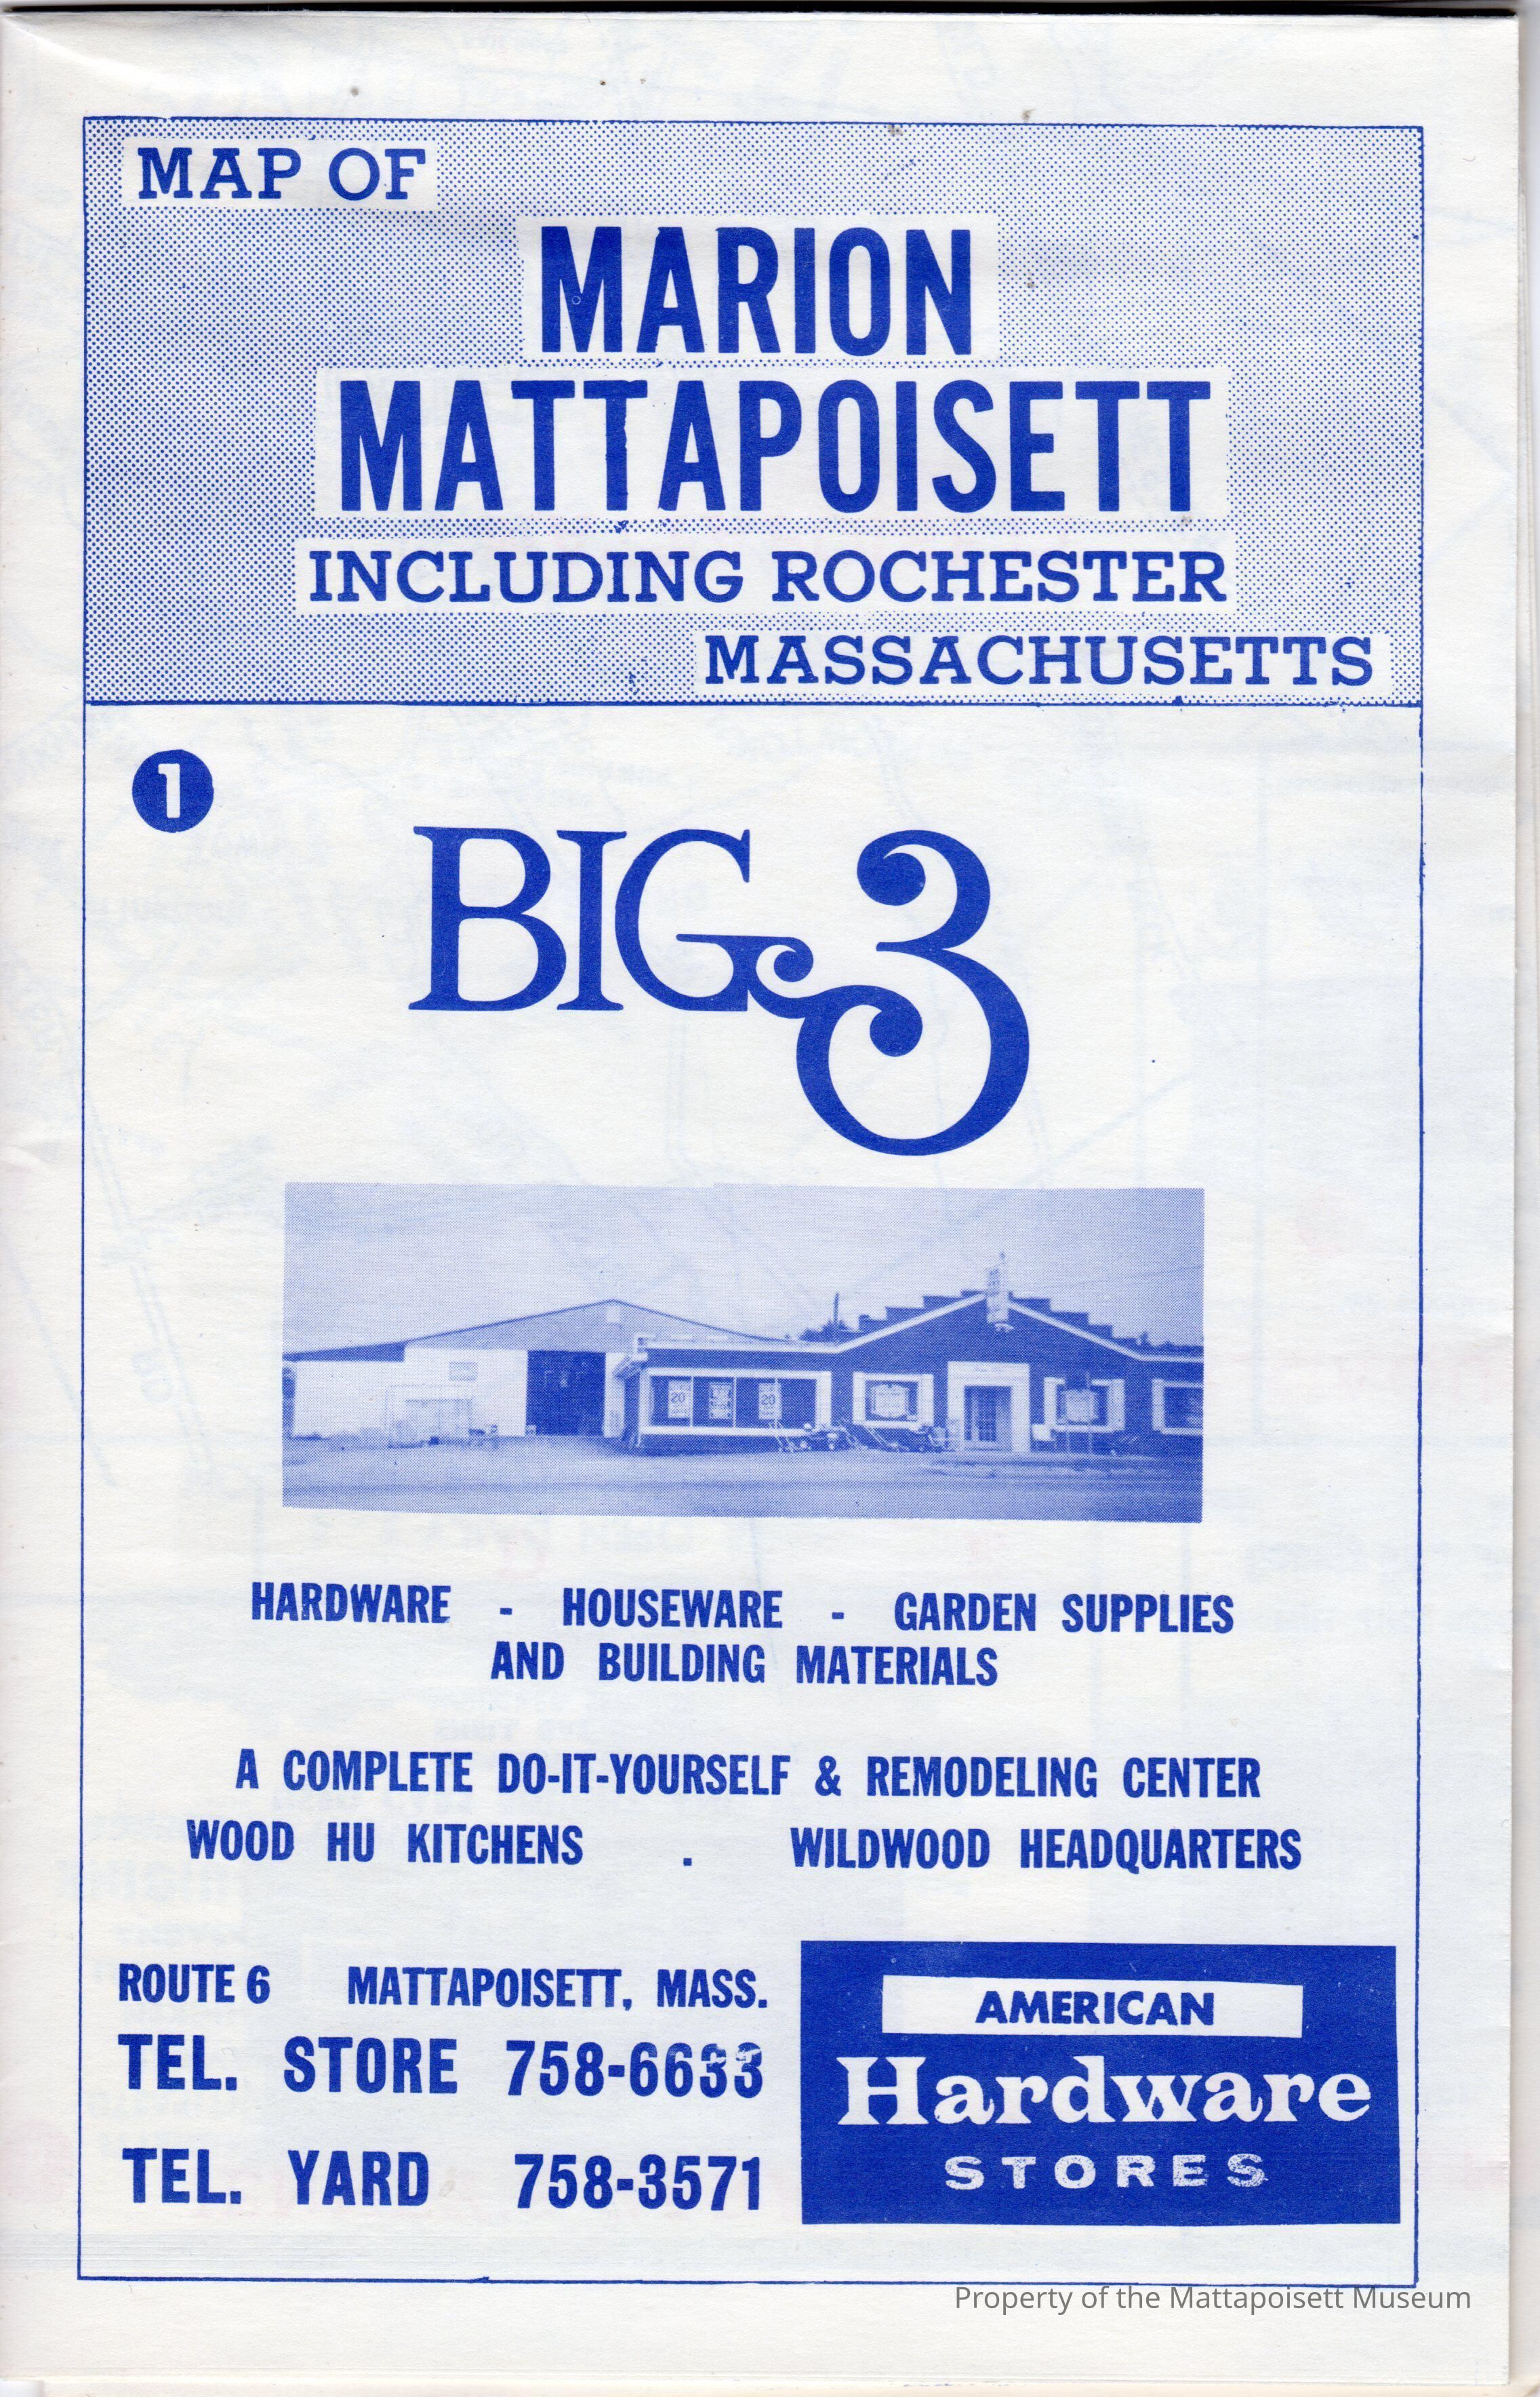 MAP OF
MARION
MATTAPOISETT
INCLUDING ROCHESTER
MASSACHUSETTS
1
BIG 3
20
20
HARDWARE - HOUSEWARE - GARDEN SUPPLIES
AND BUILDING MATERIALS
A COMPLETE DO-IT-YOURSELF & REMODELING CENTER
WOOD HU KITCHENS . WILDWOOD HEADQUARTERS
ROUTE 6 MATTAPOISETT, MASS.
TEL. STORE 758-6633
TEL. YARD 758-3571
AMERICAN
Hardware
STORES
Property of the Mattapoisett Museum